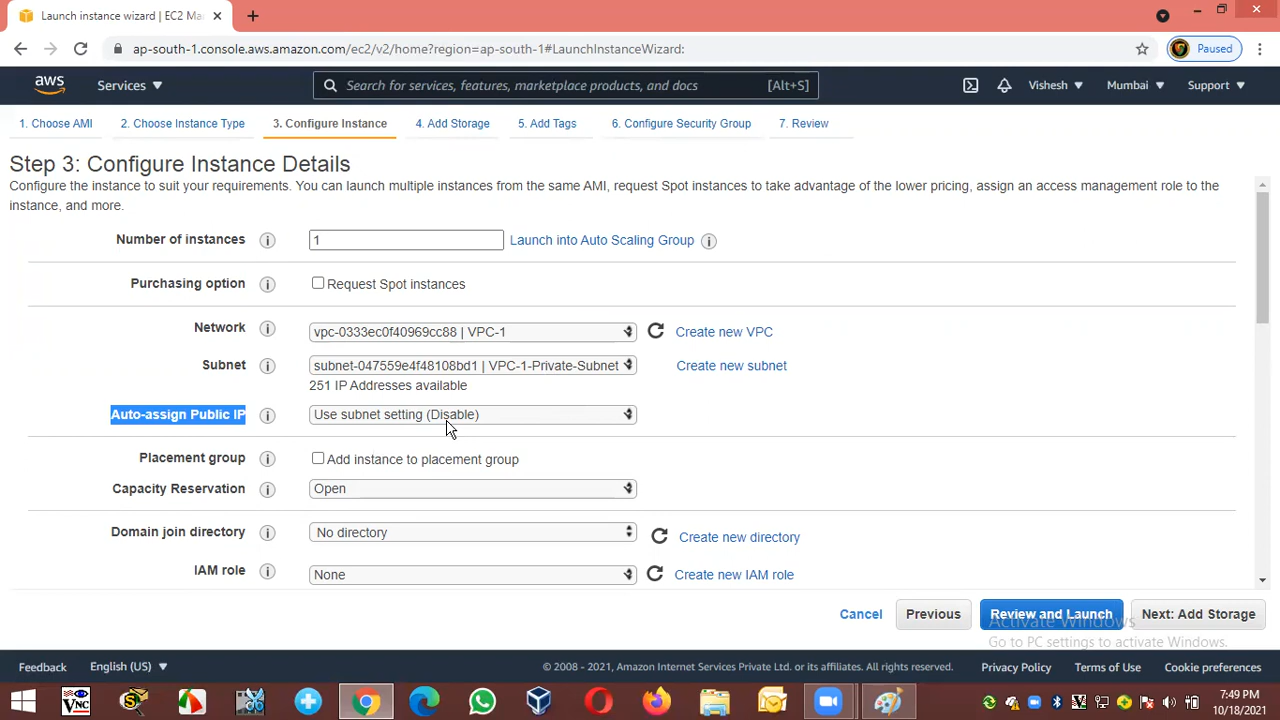 Launch instance wizard | EC2 Ma
ap-south-1.console.aws.amazon.com/ec2/v2/home?region=ap-south-1#LaunchInstanceWizard:
Paused
aws
Services
Search for services, features, marketplace products, and docs
[Alt+S]
Vishesh
Mumbai
Support
1. Choose AMI
2. Choose Instance Type
3. Configure Instance
4. Add Storage
5. Add Tags
6. Configure Security Group
7. Review
Step 3: Configure Instance Details
Configure the instance to suit your requirements. You can launch multiple instances from the same AMI, request Spot instances to take advantage of the lower pricing, assign an access management role to the
instance, and more.
Number of instances
1
Launch into Auto Scaling Group
Purchasing option
Request Spot instances
Network
vpc-0333ec0f40969cc88 | VPC-1
Create new VPC
Subnet
subnet-047559e4f48108bd1 | VPC-1-Private-Subnet
Create new subnet
251 IP Addresses available
Auto-assign Public IP
Use subnet setting (Disable)
Placement group
Add instance to placement group
Capacity Reservation
Open
Domain join directory
No directory
Create new directory
IAM role
None
Create new IAM role
Cancel
Previous
Review and Launch
Next: Add Storage
Activate Windows
Go to PC settings to activate Windows.
Feedback
English (US)
© 2008 - 2021, Amazon Internet Services Private Ltd. or its affiliates. All rights reserved.
Privacy Policy
Terms of Use
Cookie preferences
7:49 PM
10/18/2021